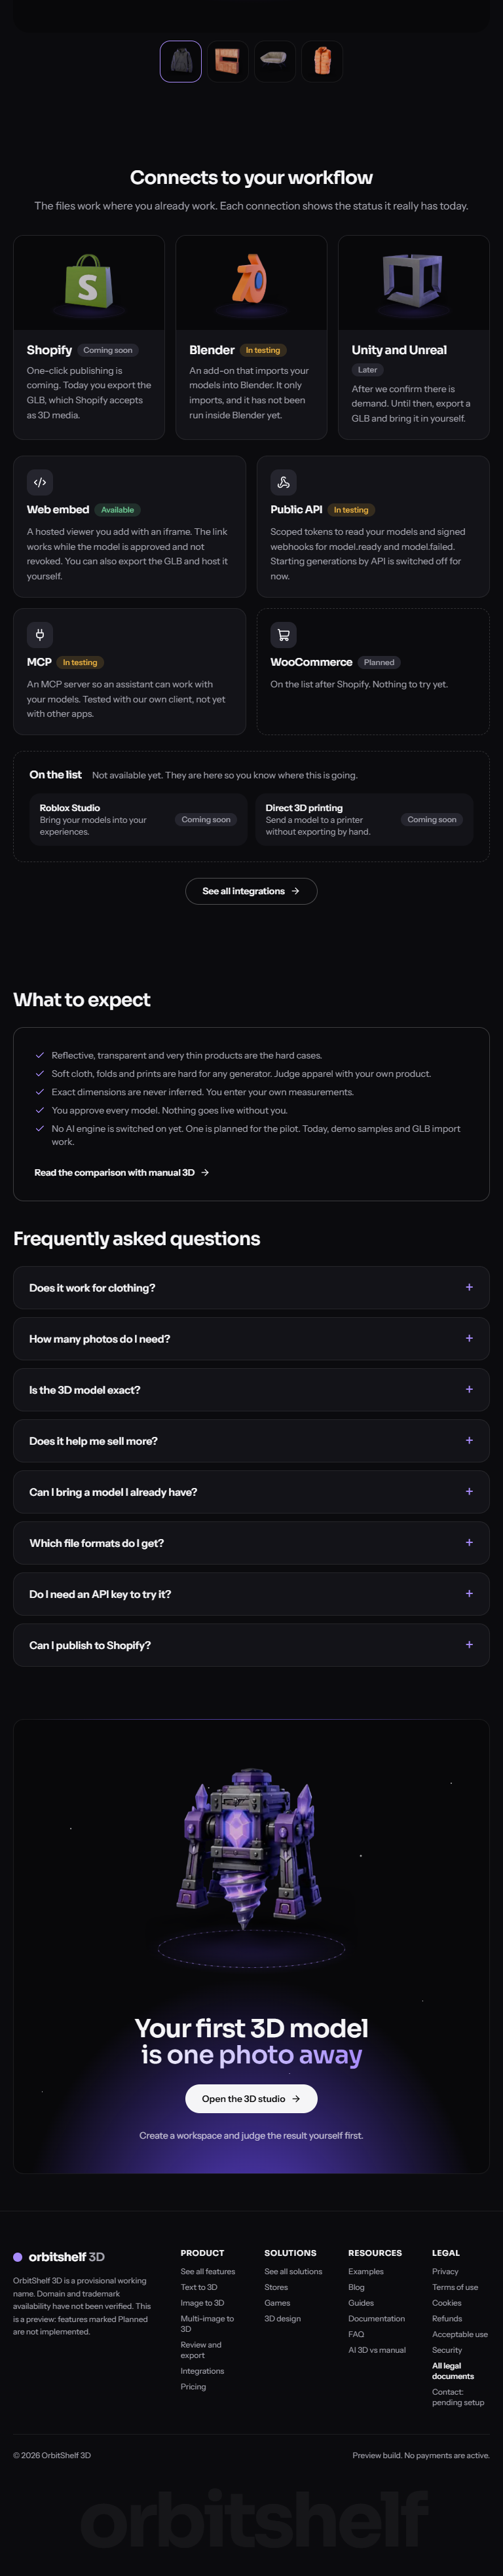 Connects to your workflow
The files work where you already work. Each connection shows the status it really has today.
Shopify Coming soon
One-click publishing is
coming. Today you export the
GLB, which Shopify accepts
as 3D media.
Blender In testing
An add-on that imports your
models into Blender. It only
imports, and it has not been
run inside Blender yet.
Unity and Unreal
Later
After we confirm there is
demand. Until then, export a
GLB and bring it in yourself.
Web embed Available
A hosted viewer you add with an iframe. The link
works while the model is approved and not
revoked. You can also export the GLB and host it
yourself.
Public API In testing
Scoped tokens to read your models and signed
webhooks for model.ready and model.failed.
Starting generations by API is switched off for
now.
MCP In testing
An MCP server so an assistant can work with
your models. Tested with our own client, not yet
with other apps.
WooCommerce Planned
On the list after Shopify. Nothing to try yet.
On the list Not available yet. They are here so you know where this is going.
Roblox Studio
Bring your models into your
experiences.
Coming soon
Direct 3D printing
Send a model to a printer
without exporting by hand.
Coming soon
See all integrations
What to expect
Reflective, transparent and very thin products are the hard cases.
Soft cloth, folds and prints are hard for any generator. Judge apparel with your own product.
Exact dimensions are never inferred. You enter your own measurements.
You approve every model. Nothing goes live without you.
No AI engine is switched on yet. One is planned for the pilot. Today, demo samples and GLB import
work.
Read the comparison with manual 3D
Frequently asked questions
Does it work for clothing?
How many photos do I need?
Is the 3D model exact?
Does it help me sell more?
Can I bring a model I already have?
Which file formats do I get?
Do I need an API key to try it?
Can I publish to Shopify?
Your first 3D model
is one photo away
Open the 3D studio
Create a workspace and judge the result yourself first.
orbitshelf 3D
OrbitShelf 3D is a provisional working
name. Domain and trademark
availability have not been verified. This
is a preview: features marked Planned
are not implemented.
PRODUCT
See all features
Text to 3D
Image to 3D
Multi-image to
3D
Review and
export
Integrations
Pricing
SOLUTIONS
See all solutions
Stores
Games
3D design
RESOURCES
Examples
Blog
Guides
Documentation
FAQ
AI 3D vs manual
LEGAL
Privacy
Terms of use
Cookies
Refunds
Acceptable use
Security
All legal
documents
Contact:
pending setup
© 2026 OrbitShelf 3D
Preview build. No payments are active.
orbitshelf